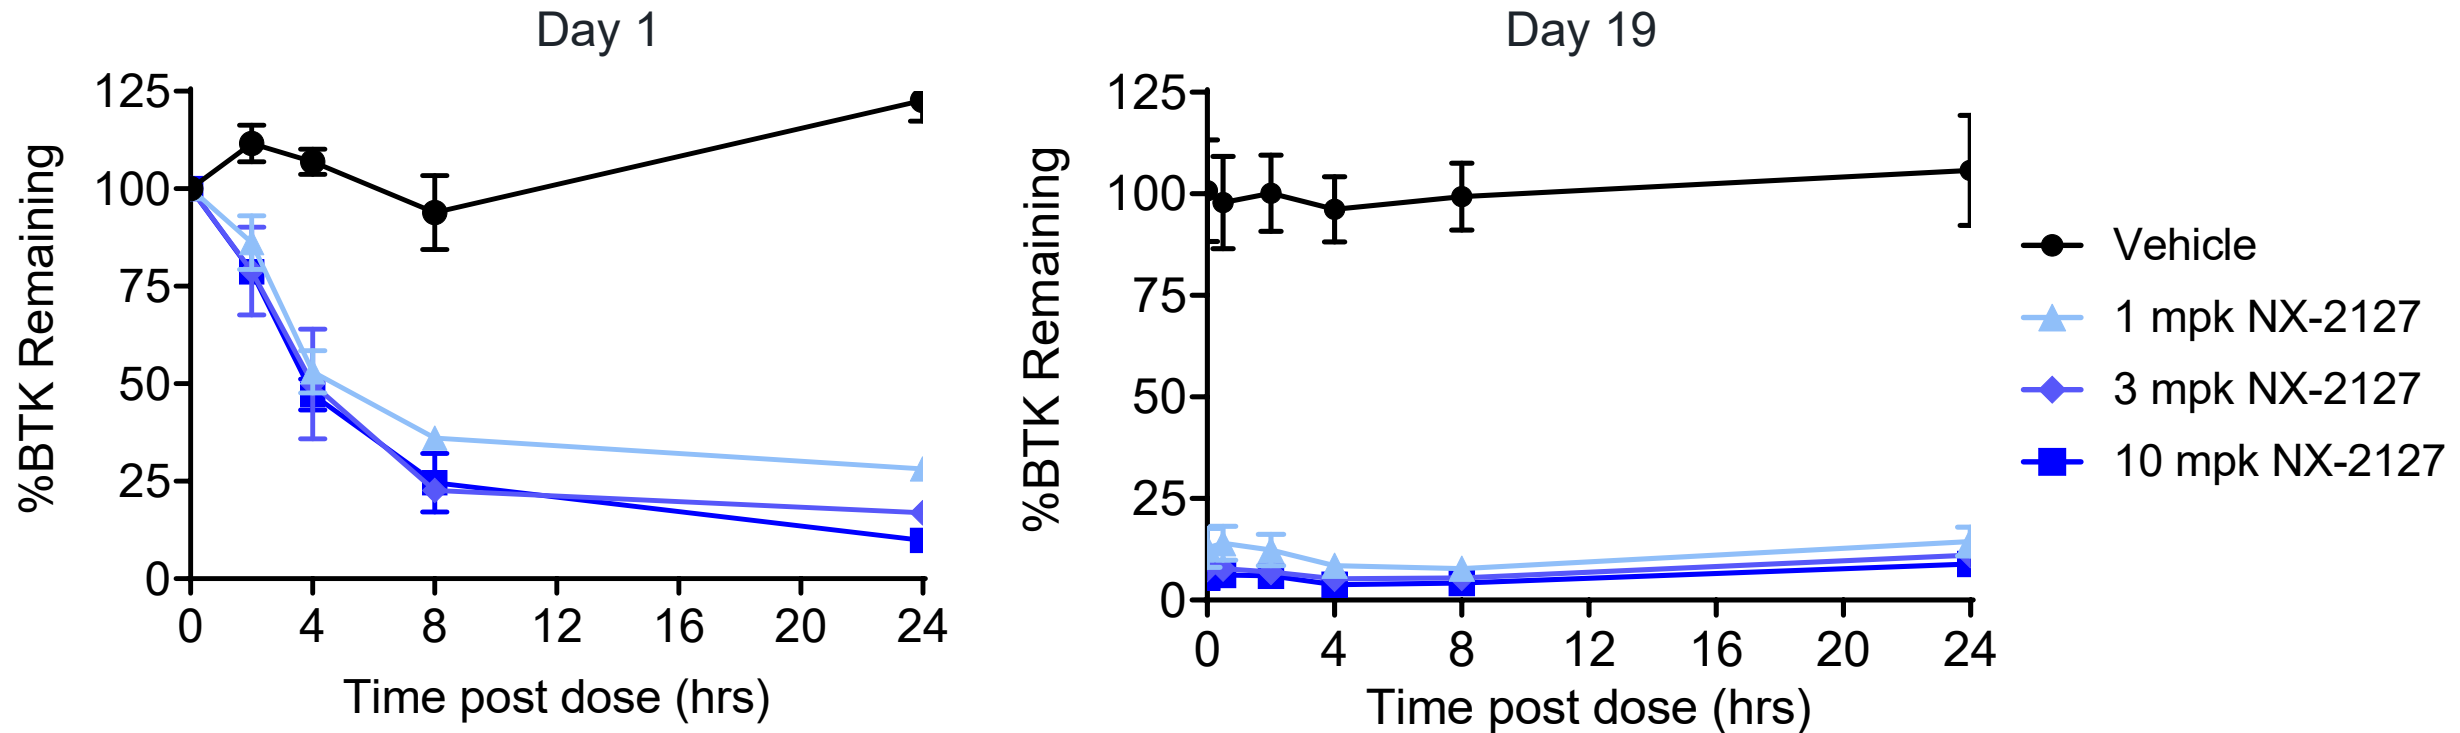 Day 1
%BTK Remaining
125
100
75
50
25
0
0 4 8 12 16 20 24
Time post dose (hrs)
Day 19
%BTK Remaining
125
100
75
50
25
0
0 4 8 12 16 20 24
Time post dose (hrs)
Vehicle
1 mpk NX-2127
3 mpk NX-2127
10 mpk NX-2127